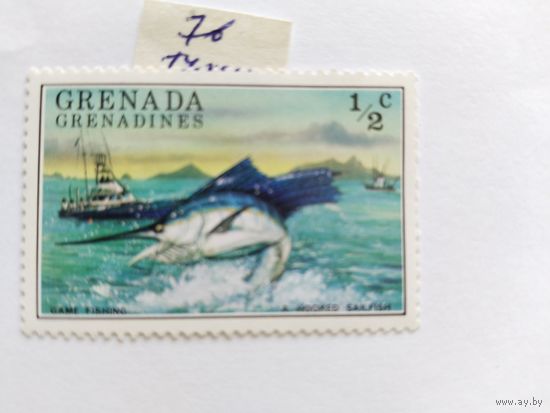 76
GRENADA
GRENADINES
1/2 c
GAME FISHING
A HOOKED SAILFISH
© www.ay.by